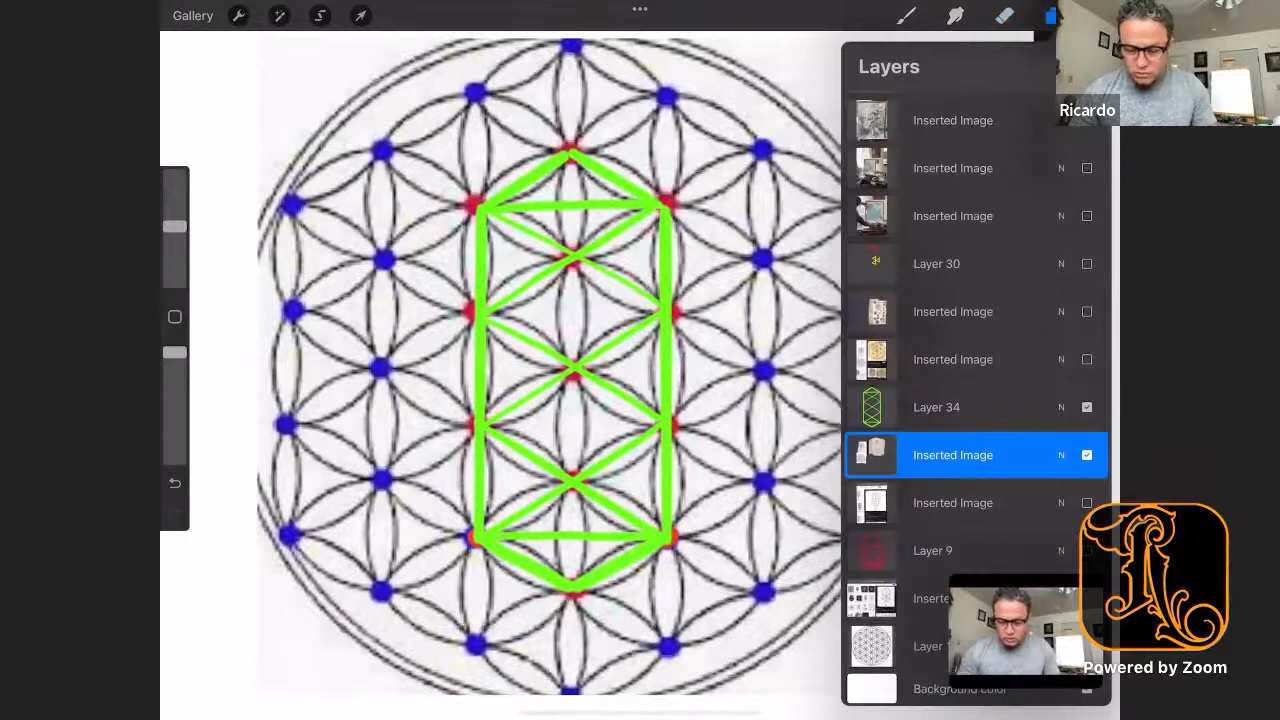 Gallery
Layers
Inserted Image
Ricardo
Inserted Image N
Inserted Image N
Layer 30 N
Inserted Image N
Inserted Image N
Layer 34 N
Inserted Image N
Inserted Image
Layer 9
Inserte
Layer
Background color
Powered by Zoom